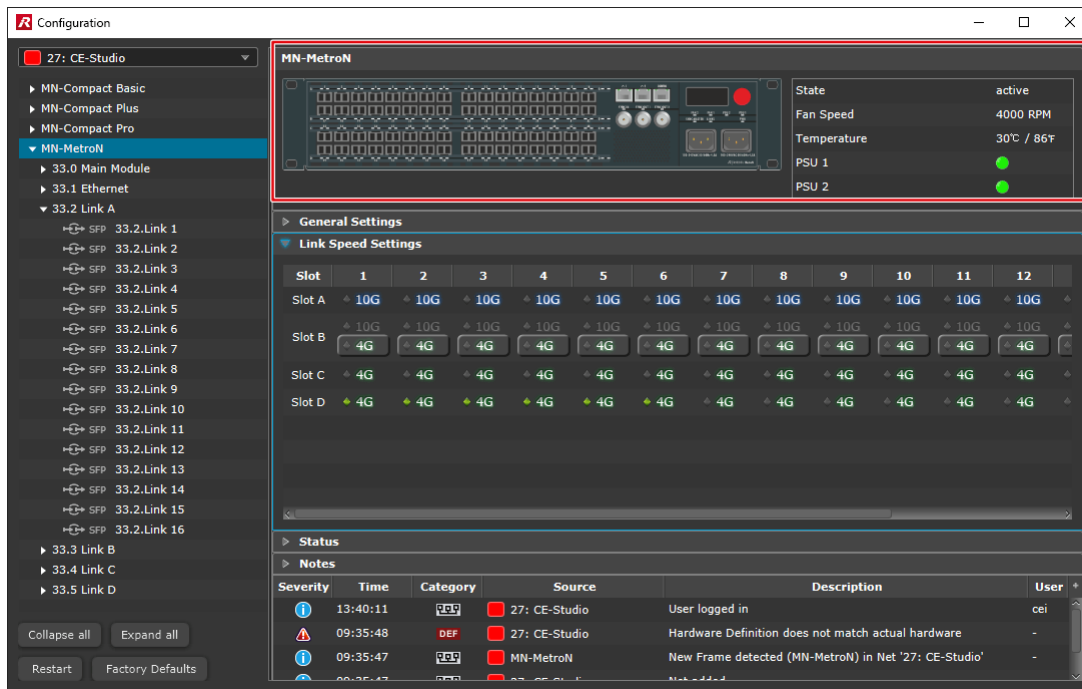 R Configuration
27: CE-Studio
MN-Compact Basic
MN-Compact Plus
MN-Compact Pro
MN-MetroN
33.0 Main Module
33.1 Ethernet
33.2 Link A
SFP 33.2.Link 1
SFP 33.2.Link 2
SFP 33.2.Link 3
SFP 33.2.Link 4
SFP 33.2.Link 5
SFP 33.2.Link 6
SFP 33.2.Link 7
SFP 33.2.Link 8
SFP 33.2.Link 9
SFP 33.2.Link 10
SFP 33.2.Link 11
SFP 33.2.Link 12
SFP 33.2.Link 13
SFP 33.2.Link 14
SFP 33.2.Link 15
SFP 33.2.Link 16
33.3 Link B
33.4 Link C
33.5 Link D
Collapse all Expand all
Restart Factory Defaults
MN-MetroN
State active
Fan Speed 4000 RPM
Temperature 30℃ / 86℉
PSU 1
PSU 2
General Settings
Link Speed Settings
Slot 1 2 3 4 5 6 7 8 9 10 11 12
Slot A 10G 10G 10G 10G 10G 10G 10G 10G 10G 10G 10G 10G
10G 10G 10G 10G 10G 10G 10G 10G 10G 10G 10G 10G
Slot B 4G 4G 4G 4G 4G 4G 4G 4G 4G 4G 4G 4G
Slot C 4G 4G 4G 4G 4G 4G 4G 4G 4G 4G 4G 4G
Slot D 4G 4G 4G 4G 4G 4G 4G 4G 4G 4G 4G 4G
Status
Notes
Severity Time Category Source Description User +
13:40:11 27: CE-Studio User logged in cei
09:35:48 DEF 27: CE-Studio Hardware Definition does not match actual hardware -
09:35:47 MN-MetroN New Frame detected (MN-MetroN) in Net '27: CE-Studio' -